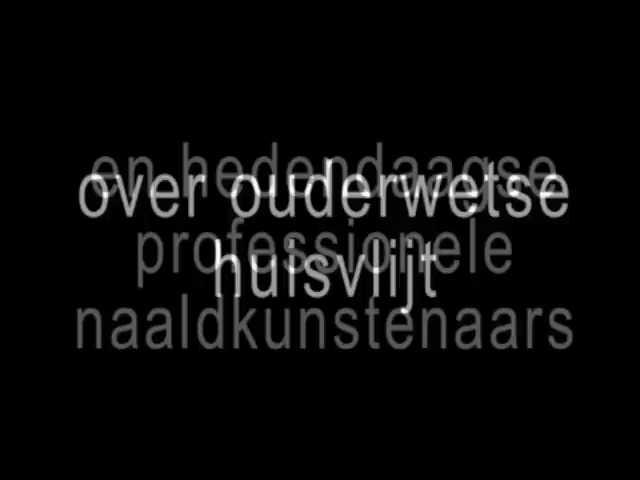 over ouderwetse
huisvlijt
en hedendaagse
professionele
naaldkunstenaars